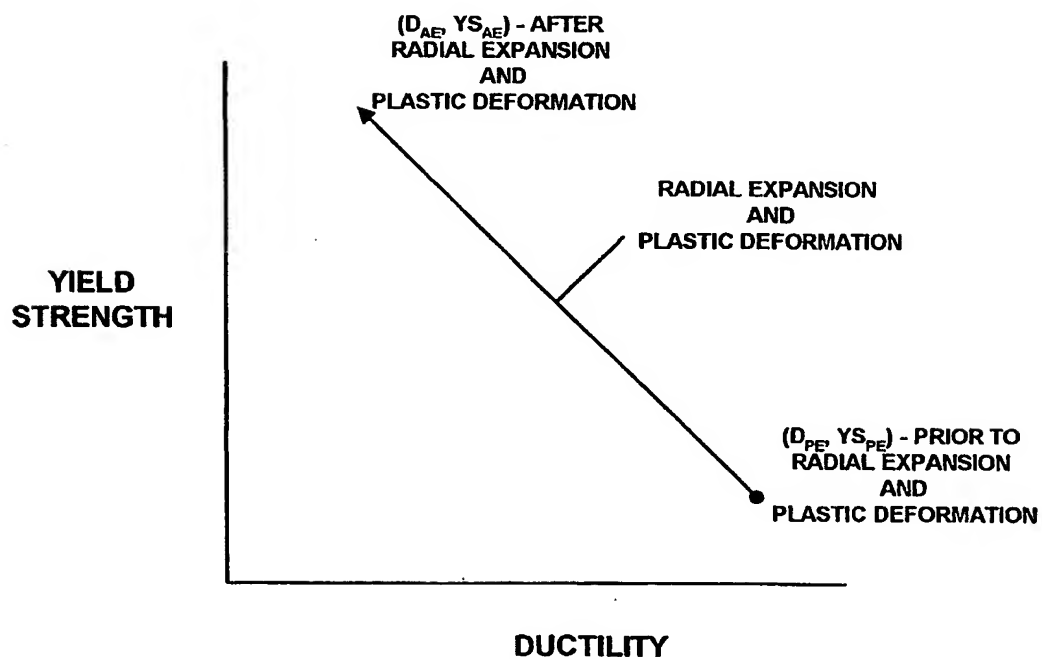 (D_AE, YS_AE) - AFTER
RADIAL EXPANSION
AND
PLASTIC DEFORMATION
RADIAL EXPANSION
AND
PLASTIC DEFORMATION
YIELD
STRENGTH
(D_PE, YS_PE) - PRIOR TO
RADIAL EXPANSION
AND
PLASTIC DEFORMATION
DUCTILITY